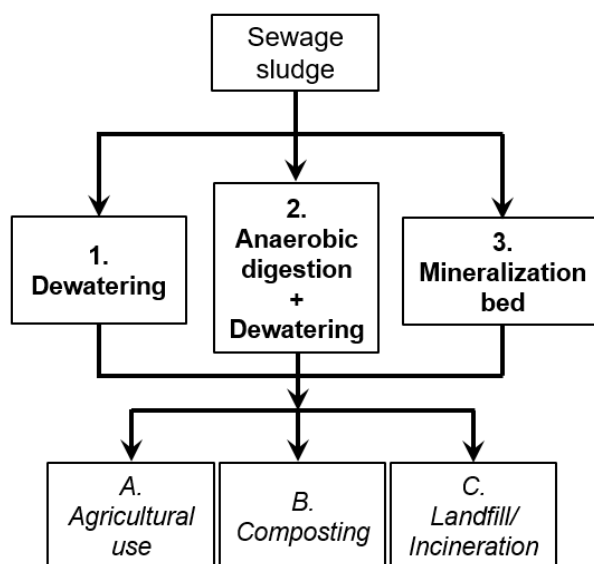 Sewage
sludge
1.
Dewatering
2.
Anaerobic
digestion
+
Dewatering
3.
Mineralization
bed
A.
Agricultural
use
B.
Composting
C.
Landfill/
Incineration